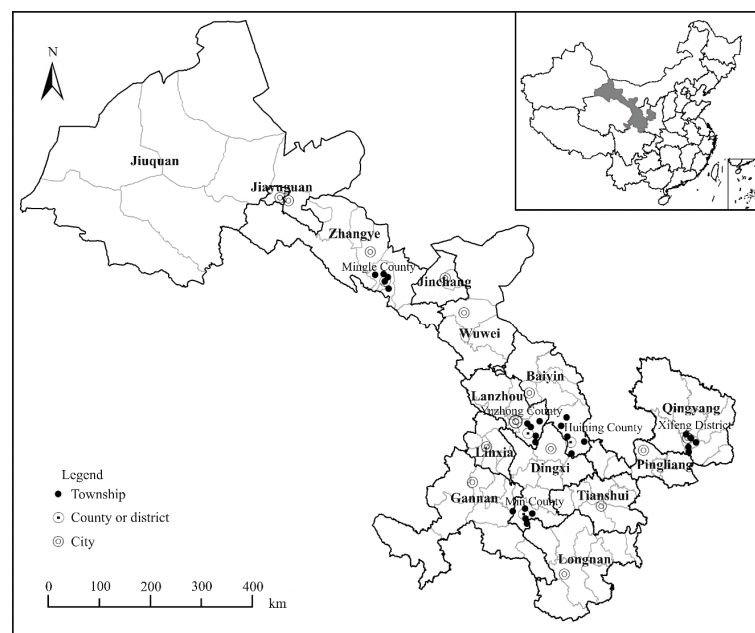 N
Jiuquan
Jiayuguan
Zhangye
Mingle County
Jinchang
Wuwei
Baiyin
Lanzhou
Yuzhong County
Huining County
Qingyang
Xifeng District
Linxia
Dingxi
Pingliang
Gannan
Min County
Tianshui
Longnan
Legend
Township
County or district
City
0 100 200 300 400
km